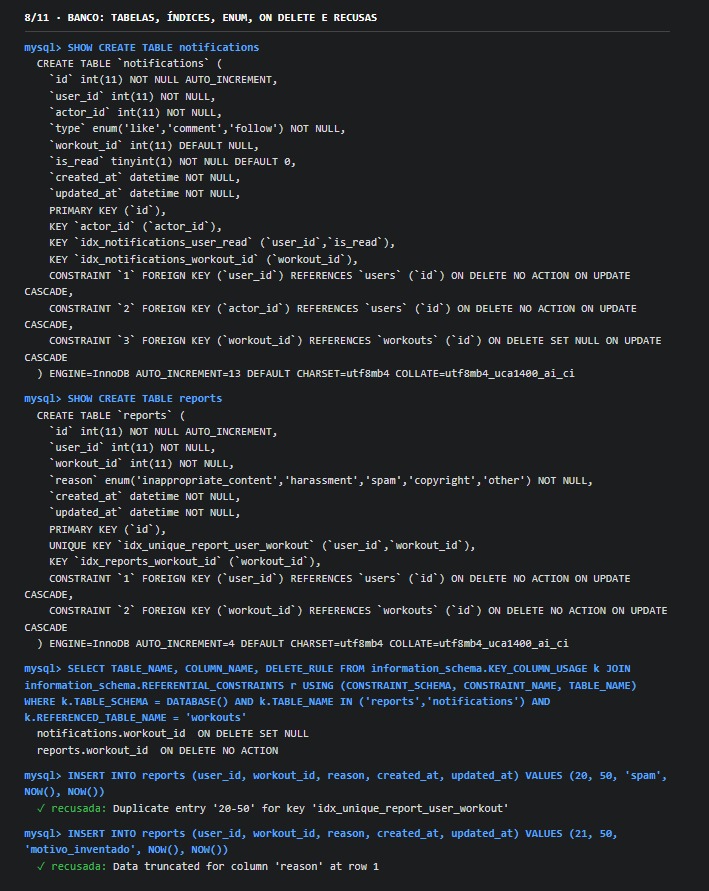 8/11 · BANCO: TABELAS, ÍNDICES, ENUM, ON DELETE E RECUSAS
mysql> SHOW CREATE TABLE notifications
CREATE TABLE `notifications` (
`id` int(11) NOT NULL AUTO_INCREMENT,
`user_id` int(11) NOT NULL,
`actor_id` int(11) NOT NULL,
`type` enum('like','comment','follow') NOT NULL,
`workout_id` int(11) DEFAULT NULL,
`is_read` tinyint(1) NOT NULL DEFAULT 0,
`created_at` datetime NOT NULL,
`updated_at` datetime NOT NULL,
PRIMARY KEY (`id`),
KEY `actor_id` (`actor_id`),
KEY `idx_notifications_user_read` (`user_id`,`is_read`),
KEY `idx_notifications_workout_id` (`workout_id`),
CONSTRAINT `1` FOREIGN KEY (`user_id`) REFERENCES `users` (`id`) ON DELETE NO ACTION ON UPDATE
CASCADE,
CONSTRAINT `2` FOREIGN KEY (`actor_id`) REFERENCES `users` (`id`) ON DELETE NO ACTION ON UPDATE
CASCADE,
CONSTRAINT `3` FOREIGN KEY (`workout_id`) REFERENCES `workouts` (`id`) ON DELETE SET NULL ON UPDATE
CASCADE
) ENGINE=InnoDB AUTO_INCREMENT=13 DEFAULT CHARSET=utf8mb4 COLLATE=utf8mb4_uca1400_ai_ci
mysql> SHOW CREATE TABLE reports
CREATE TABLE `reports` (
`id` int(11) NOT NULL AUTO_INCREMENT,
`user_id` int(11) NOT NULL,
`workout_id` int(11) NOT NULL,
`reason` enum('inappropriate_content','harassment','spam','copyright','other') NOT NULL,
`created_at` datetime NOT NULL,
`updated_at` datetime NOT NULL,
PRIMARY KEY (`id`),
UNIQUE KEY `idx_unique_report_user_workout` (`user_id`,`workout_id`),
KEY `idx_reports_workout_id` (`workout_id`),
CONSTRAINT `1` FOREIGN KEY (`user_id`) REFERENCES `users` (`id`) ON DELETE NO ACTION ON UPDATE
CASCADE,
CONSTRAINT `2` FOREIGN KEY (`workout_id`) REFERENCES `workouts` (`id`) ON DELETE NO ACTION ON UPDATE
CASCADE
) ENGINE=InnoDB AUTO_INCREMENT=4 DEFAULT CHARSET=utf8mb4 COLLATE=utf8mb4_uca1400_ai_ci
mysql> SELECT TABLE_NAME, COLUMN_NAME, DELETE_RULE FROM information_schema.KEY_COLUMN_USAGE k JOIN
information_schema.REFERENTIAL_CONSTRAINTS r USING (CONSTRAINT_SCHEMA, CONSTRAINT_NAME, TABLE_NAME)
WHERE k.TABLE_SCHEMA = DATABASE() AND k.TABLE_NAME IN ('reports','notifications') AND
k.REFERENCED_TABLE_NAME = 'workouts'
notifications.workout_id  ON DELETE SET NULL
reports.workout_id  ON DELETE NO ACTION
mysql> INSERT INTO reports (user_id, workout_id, reason, created_at, updated_at) VALUES (20, 50, 'spam',
NOW(), NOW())
✓ recusada: Duplicate entry '20-50' for key 'idx_unique_report_user_workout'
mysql> INSERT INTO reports (user_id, workout_id, reason, created_at, updated_at) VALUES (21, 50,
'motivo_inventado', NOW(), NOW())
✓ recusada: Data truncated for column 'reason' at row 1